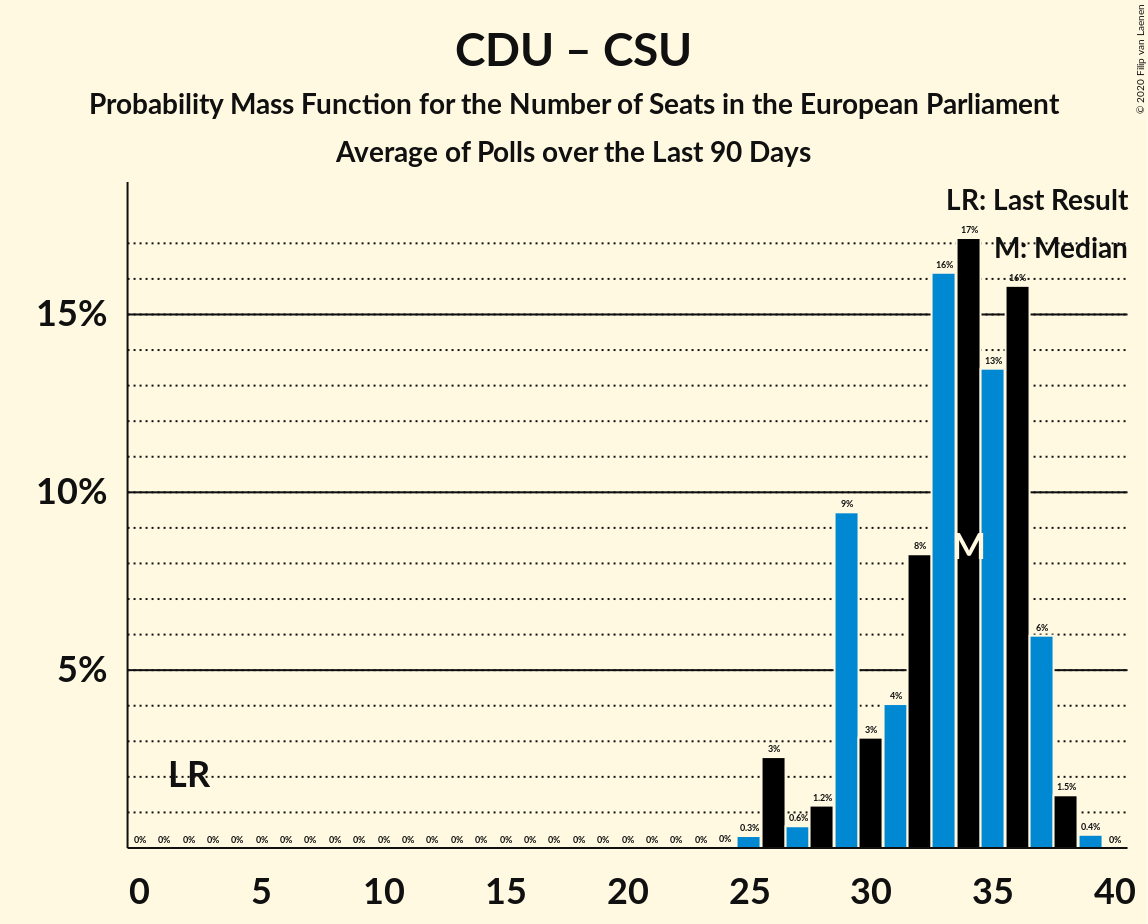 CDU – CSU
Probability Mass Function for the Number of Seats in the European Parliament
Average of Polls over the Last 90 Days
© 2020 Filip van Laenen
LR: Last Result
M: Median
15%
10%
5%
LR
M
0% 0% 0% 0% 0% 0% 0% 0% 0% 0% 0% 0% 0% 0% 0% 0% 0% 0% 0% 0% 0% 0% 0% 0% 0% 0.3% 3% 0.6% 1.2% 9% 3% 4% 8% 16% 17% 13% 16% 6% 1.5% 0.4% 0%
0 5 10 15 20 25 30 35 40